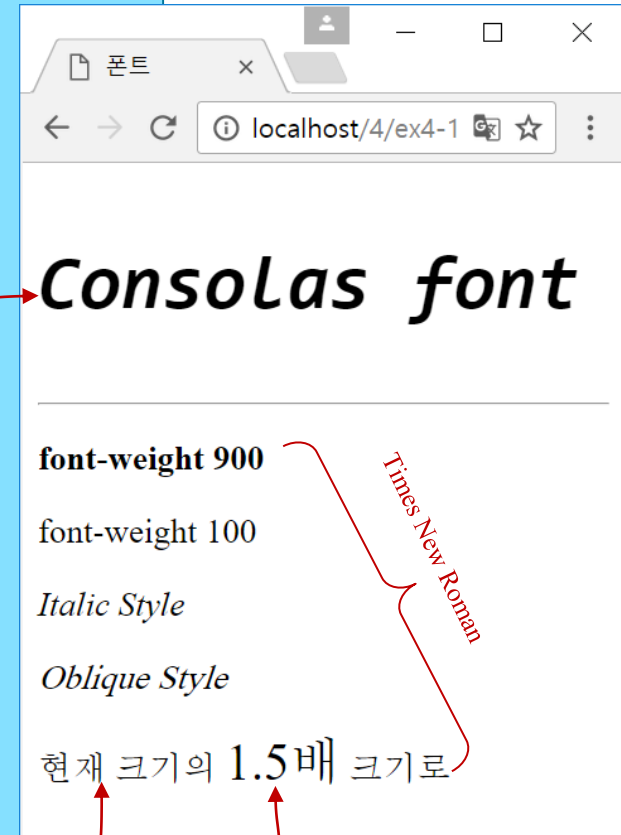 폰트
localhost/4/ex4-1
Consolas font
font-weight 900
font-weight 100
Italic Style
Oblique Style
현재 크기의 1.5배 크기로
Times New Roman